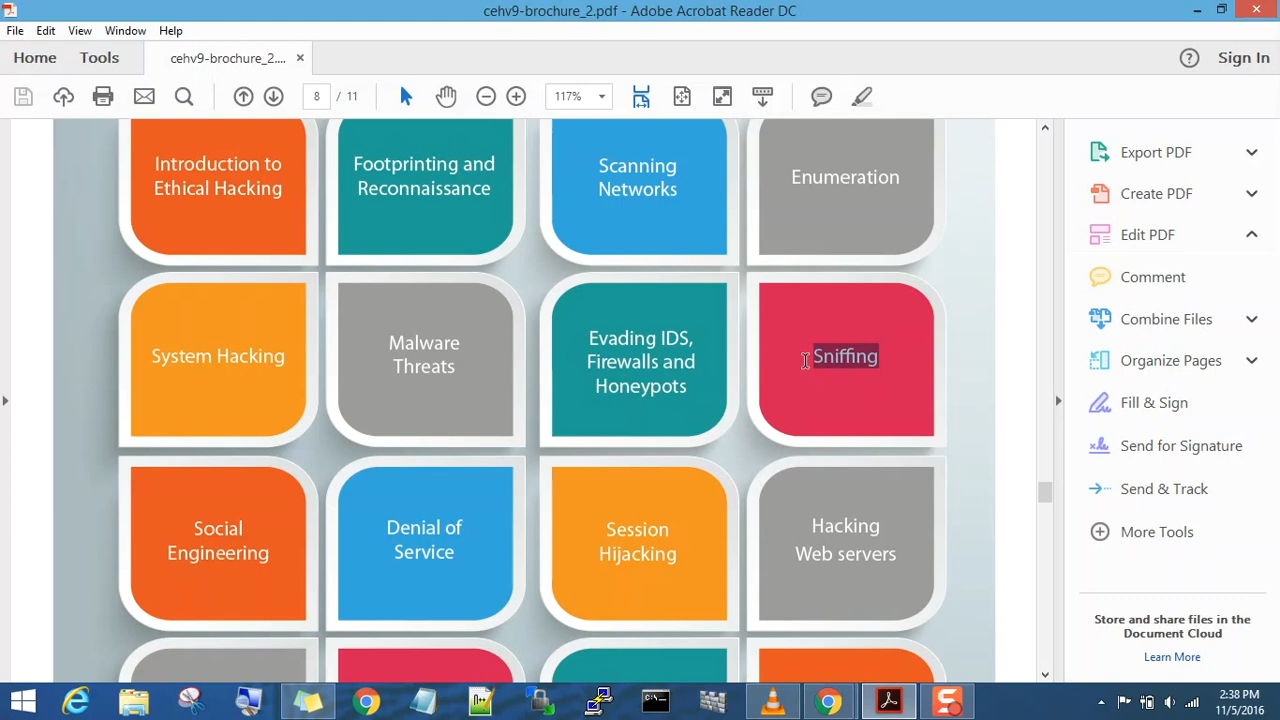 cehv9-brochure_2.pdf - Adobe Acrobat Reader DC
File Edit View Window Help
Home Tools cehv9-brochure_2.... ×
? Sign In
8 / 11
117%
Introduction to
Ethical Hacking
Footprinting and
Reconnaissance
Scanning
Networks
Enumeration
System Hacking
Malware
Threats
Evading IDS,
Firewalls and
Honeypots
Sniffing
Social
Engineering
Denial of
Service
Session
Hijacking
Hacking
Web servers
Export PDF
Create PDF
Edit PDF
Comment
Combine Files
Organize Pages
Fill & Sign
Send for Signature
Send & Track
More Tools
Store and share files in the
Document Cloud
Learn More
2:38 PM
11/5/2016